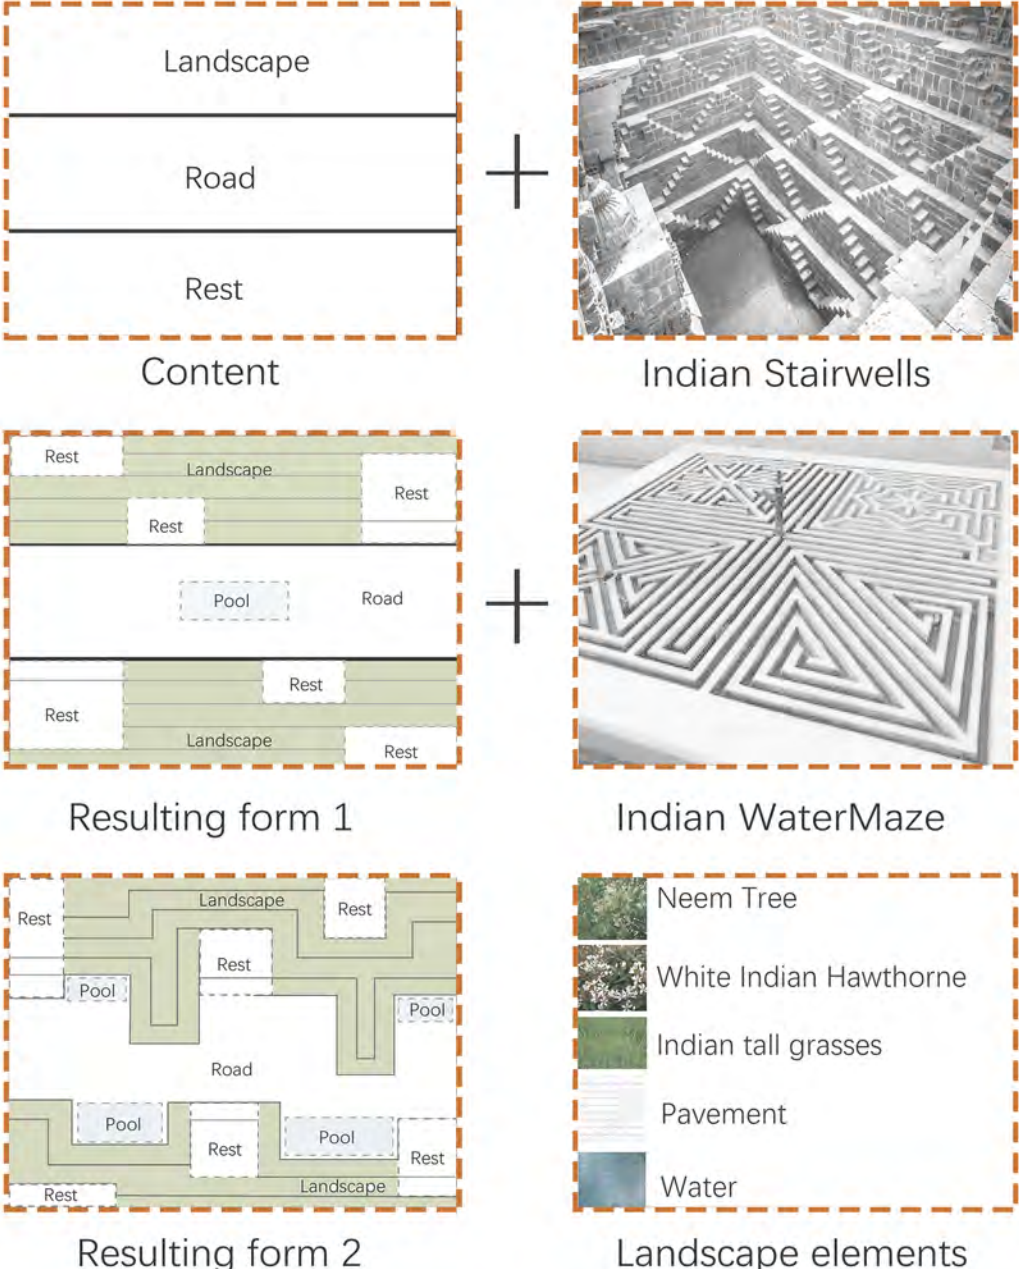 Landscape
Road
Rest
Content
Indian Stairwells
Rest
Landscape
Rest
Rest
Pool
Road
Rest
Rest
Landscape
Rest
Resulting form 1
Indian WaterMaze
Rest
Landscape
Rest
Rest
Pool
Pool
Road
Pool
Rest
Pool
Rest
Rest
Landscape
Resulting form 2
Neem Tree
White Indian Hawthorne
Indian tall grasses
Pavement
Water
Landscape elements